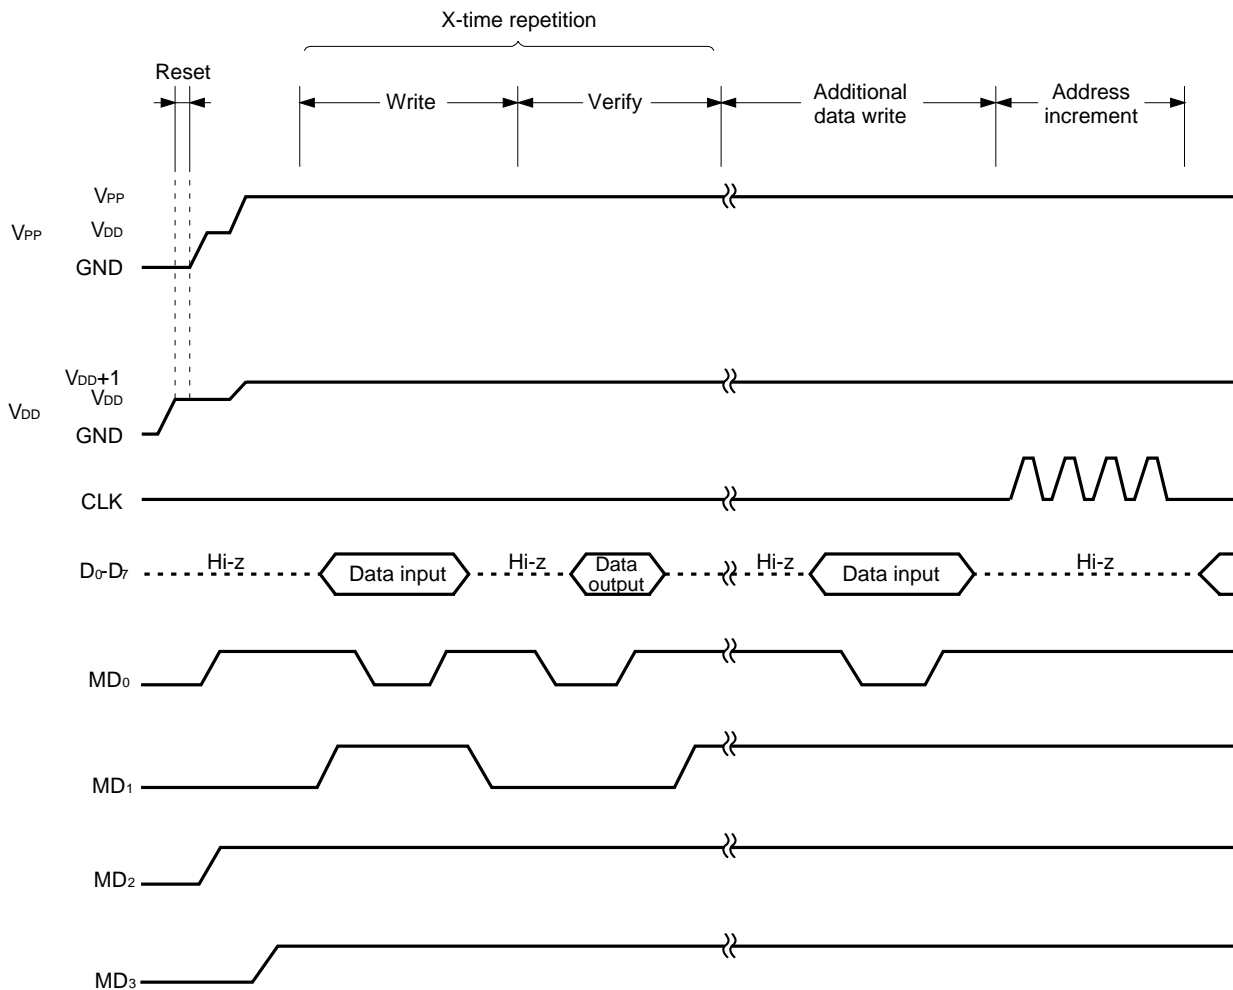 X-time repetition
Reset
Write
Verify
Additional
data write
Address
increment
VPP
VPP
VDD
GND
VDD
VDD+1
VDD
GND
CLK
D0-D7
Hi-z
Data input
Hi-z
Data
output
Hi-z
Data input
Hi-z
MD0
MD1
MD2
MD3